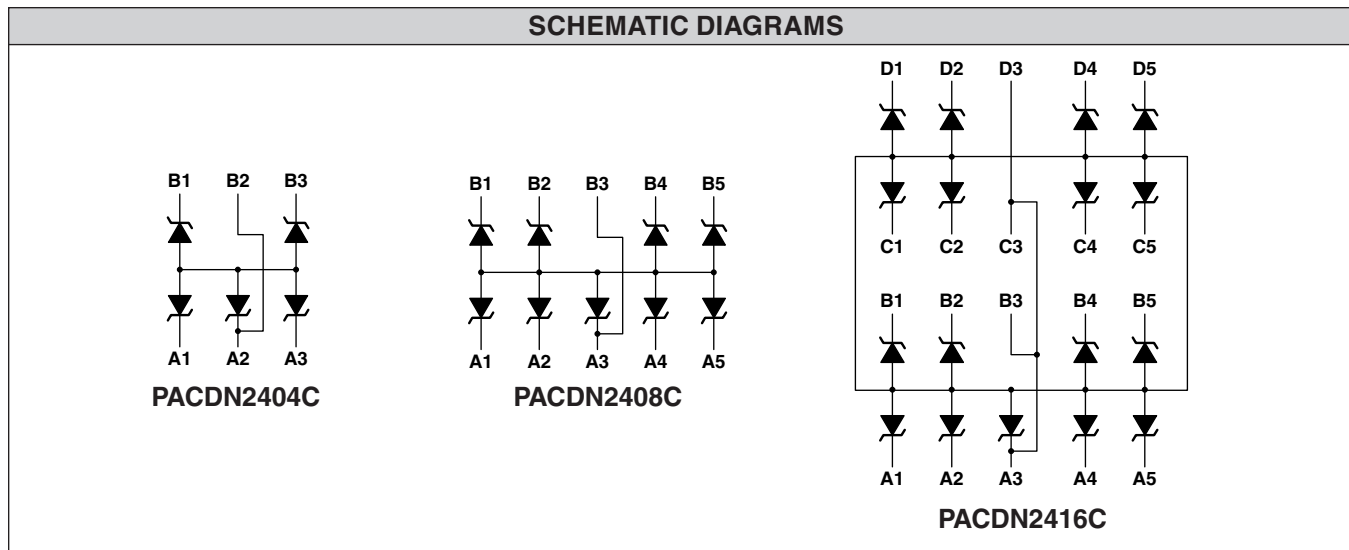 SCHEMATIC DIAGRAMS
D1 D2 D3 D4 D5
C1 C2 C3 C4 C5
B1 B2 B3
A1 A2 A3
PACDN2404C
B1 B2 B3 B4 B5
A1 A2 A3 A4 A5
PACDN2408C
B1 B2 B3 B4 B5
A1 A2 A3 A4 A5
PACDN2416C